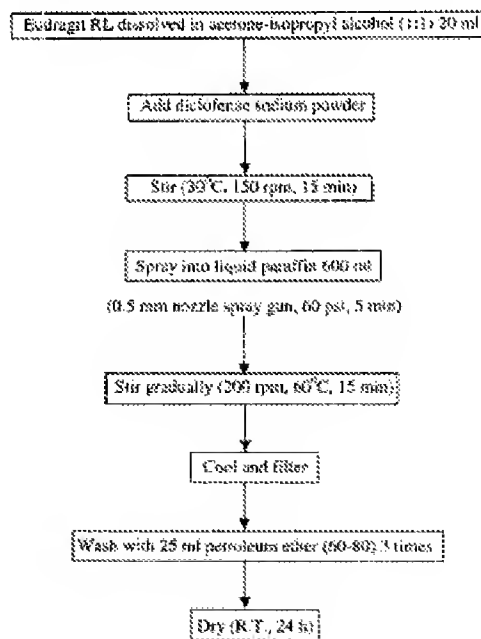 Eudragit RL dissolved in acetone-isopropyl alcohol (1:1) 20 ml
Add diclofenac sodium powder
Stir (30°C, 150 rpm, 15 min)
Spray into liquid paraffin 600 ml
(0.5 mm nozzle spray gun, 60 psi, 5 min)
Stir gradually (200 rpm, 60°C, 15 min)
Cool and filter
Wash with 25 ml petroleum ether (60-80) 3 times
Dry (R.T., 24 h)